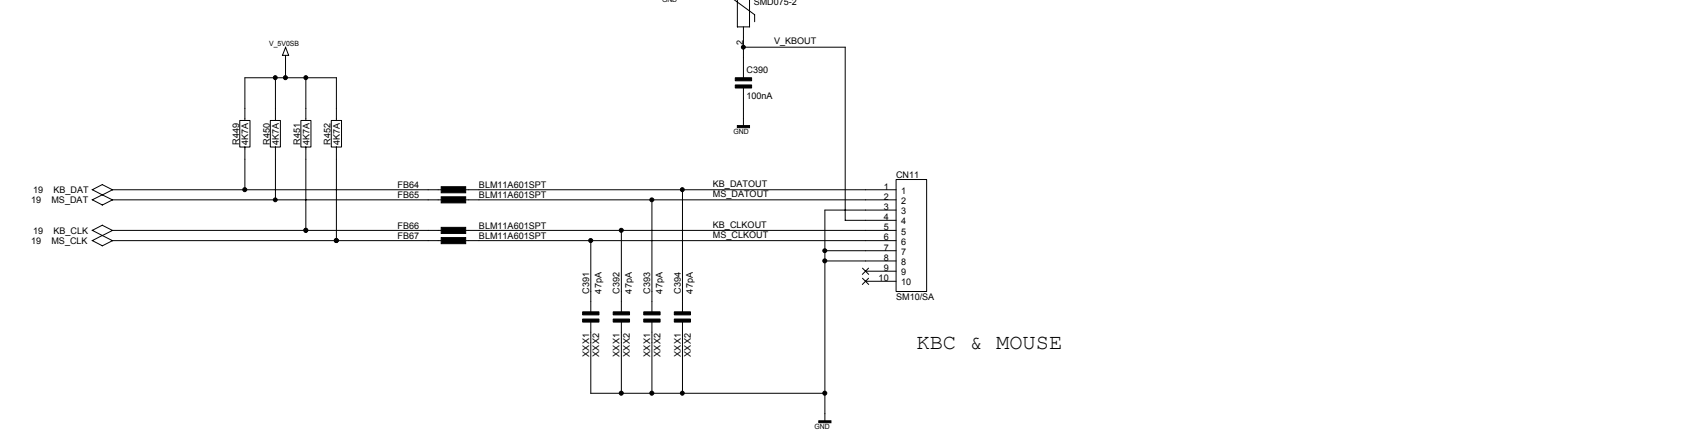 GND
SMD075-2
2
V_KBOUT
V_5V0SB
C390
100nA
GND
R449
4K7A
R450
4K7A
R451
4K7A
R452
4K7A
CN11
19 KB_DAT
FB64
BLM11A601SPT
KB_DATOUT
1
1
19 MS_DAT
FB65
BLM11A601SPT
MS_DATOUT
2
2
3
3
4
4
19 KB_CLK
FB66
BLM11A601SPT
KB_CLKOUT
5
5
19 MS_CLK
FB67
BLM11A601SPT
MS_CLKOUT
6
6
7
7
8
8
9
9
10
10
SM10/SA
C391
47pA
C392
47pA
C393
47pA
C394
47pA
XXX1
XXX2
XXX1
XXX2
XXX1
XXX2
XXX1
XXX2
KBC & MOUSE
GND